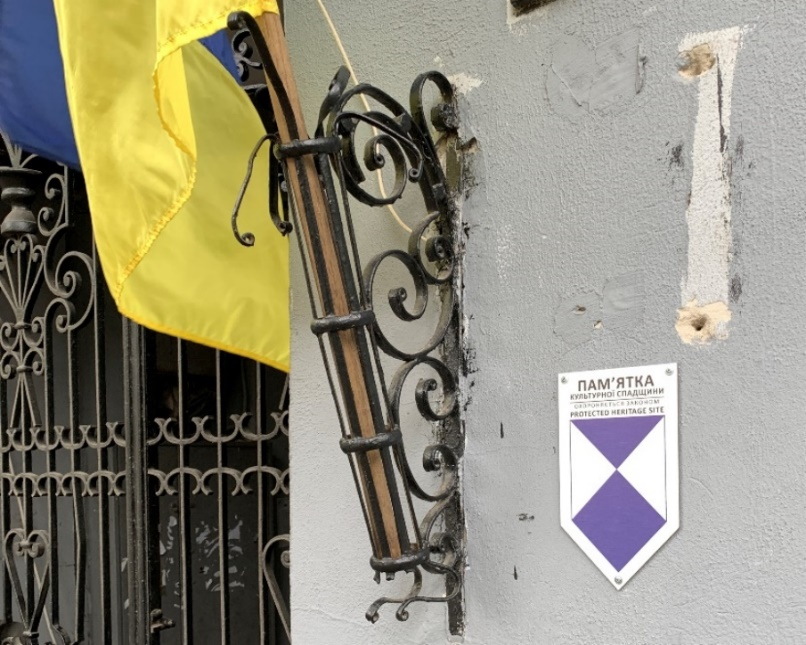 ПАМ'ЯТКА
КУЛЬТУРНОЇ СПАДЩИНИ
ОХОРОНЯЄТЬСЯ ЗАКОНОМ
PROTECTED HERITAGE SITE